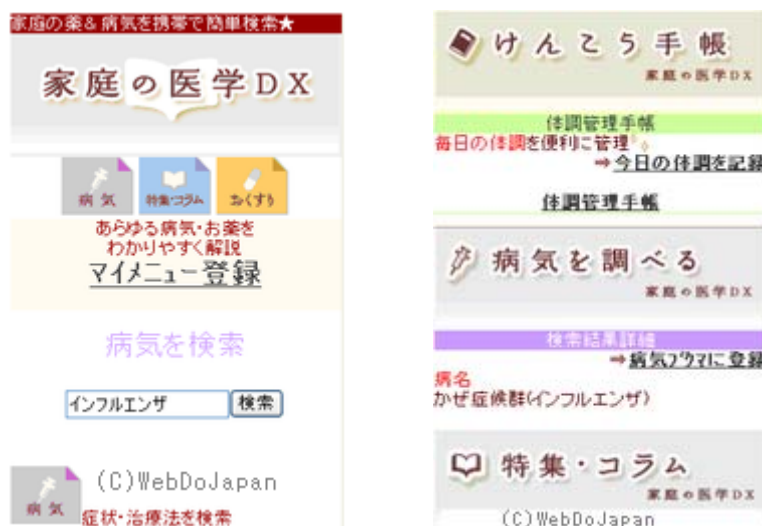 家庭の薬&病気を携帯で簡単検索★
家庭の医学DX
病気
特集・コラム
おくすり
あらゆる病気・お薬を
わかりやすく解説
マイメニュー登録
病気を検索
インフルエンザ 検索
(C)WebDoJapan
病気
症状・治療法を検索
けんこう手帳
家庭の医学DX
体調管理手帳
毎日の体調を便利に管理
⇒今日の体調を記録
体調管理手帳
病気を調べる
家庭の医学DX
検索結果詳細
⇒病気ブクマに登録
病名
かぜ症候群(インフルエンザ)
特集・コラム
家庭の医学DX
(C)WebDoJapan